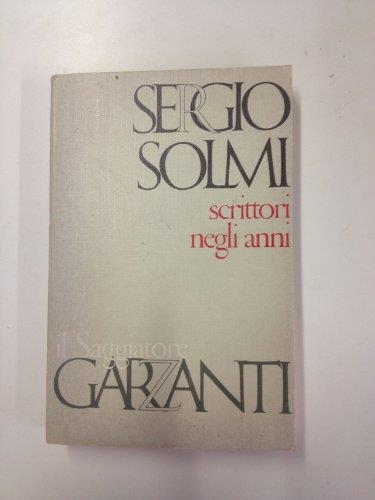 SERGIO
SOLMI
scrittori
negli anni
il Saggiatore
GARZANTI